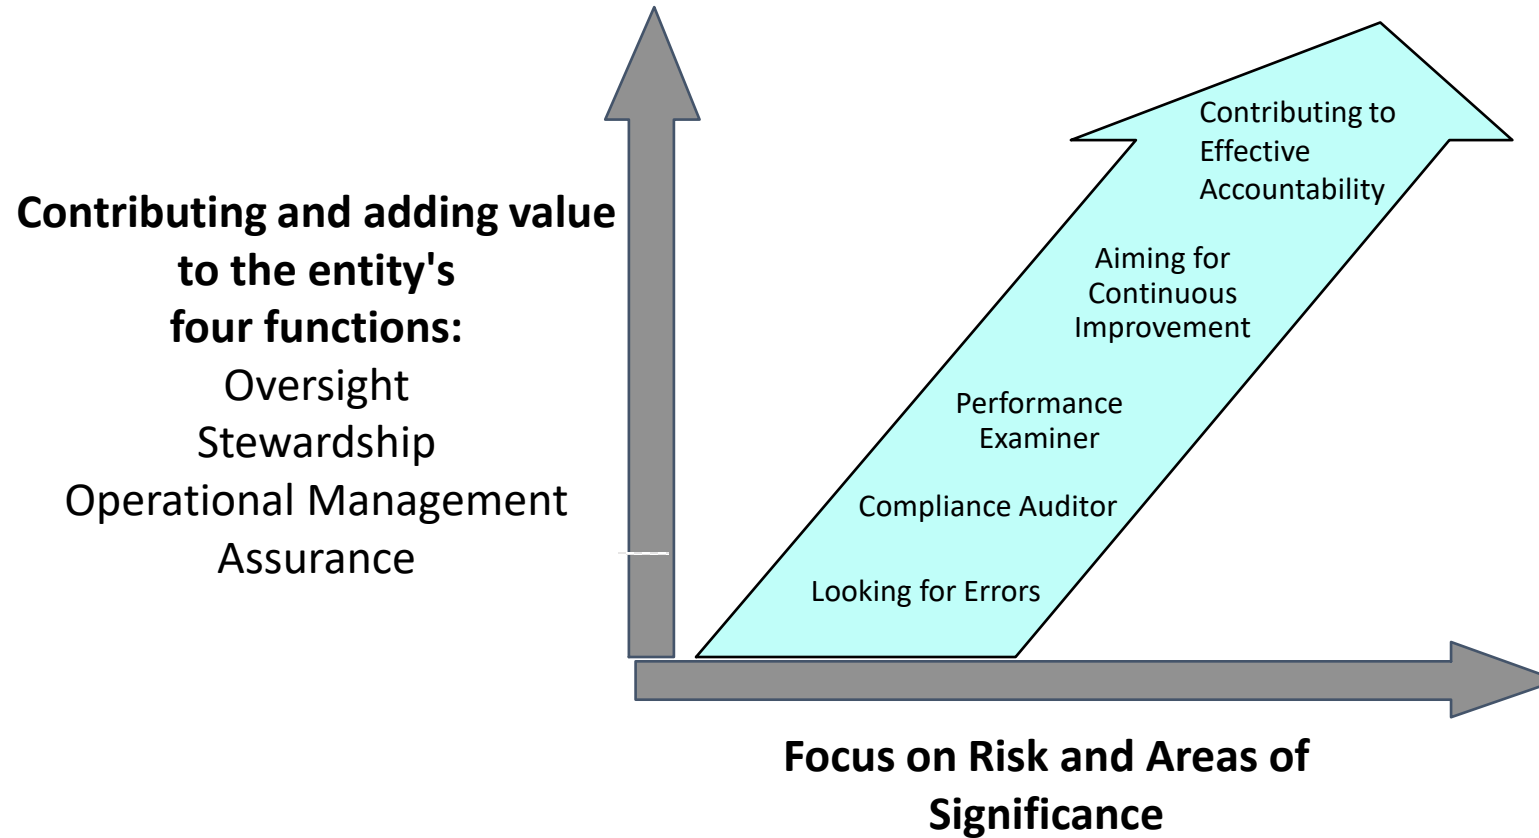 Contributing and adding value
to the entity's
four functions:
Oversight
Stewardship
Operational Management
Assurance
Contributing to
Effective
Accountability
Aiming for
Continuous
Improvement
Performance
Examiner
Compliance Auditor
Looking for Errors
Focus on Risk and Areas of
Significance